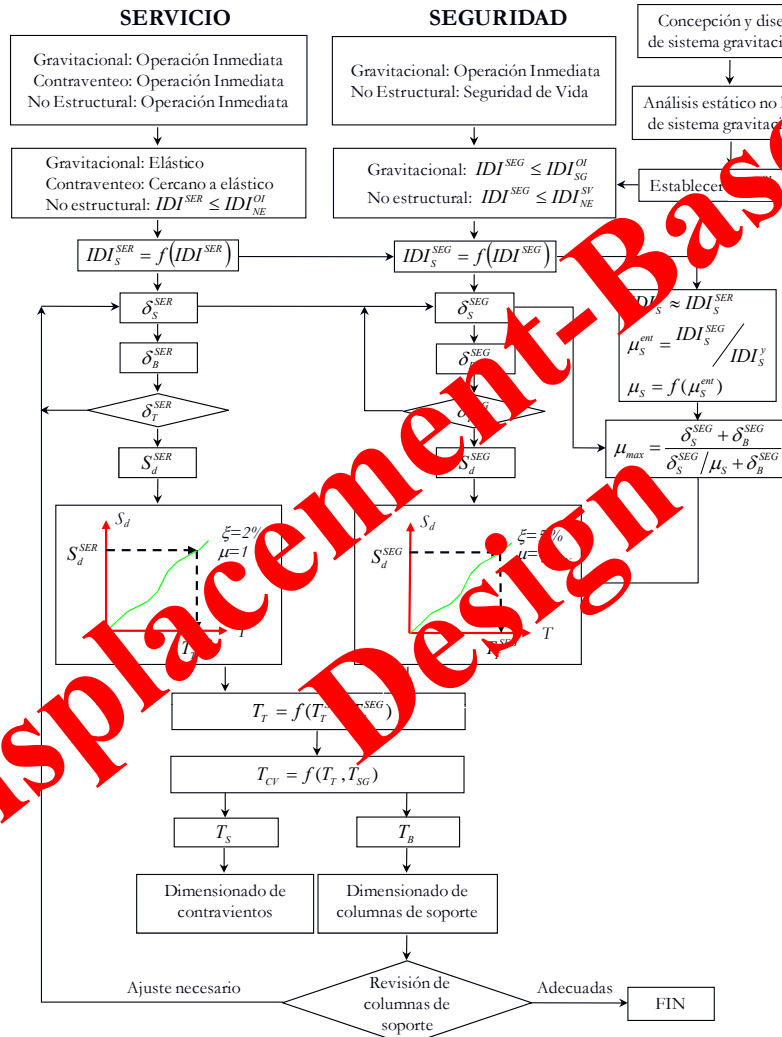 SERVICIO
SEGURIDAD
Gravitacional: Operación Inmediata
Contraventeo: Operación Inmediata
No Estructural: Operación Inmediata
Gravitacional: Operación Inmediata
No Estructural: Seguridad de Vida
Concepción y dise
de sistema gravitaci
Análisis estático no
de sistema gravitac
Establecer
Gravitacional: Elástico
Contraventeo: Cercano a elástico
No estructural: IDI^SER ≤ IDI_NE^OI
Gravitacional: IDI^SEG ≤ IDI_SG^OI
No estructural: IDI^SEG ≤ IDI_NE^SV
IDI_S^SER = f(IDI^SER)
IDI_S^SEG = f(IDI^SEG)
δ_S^SER
δ_B^SER
δ_T^SER
S_d^SER
δ_S^SEG
δ_B^SEG
S_d^SEG
≈ IDI_S^SER
μ_S^ent = IDI_S^SEG / IDI_S^y
μ_S = f(μ_S^ent)
μ_max = (δ_S^SEG + δ_B^SEG) / (δ_S^SEG/μ_S + δ_B^SEG)
S_d
ξ=2%
μ=1
S_d^SER
T
S_d
S_d^SEG
T
T_T = f(T_T
T_CV = f(T_T, T_SG)
T_S
T_B
Dimensionado de
contravientos
Dimensionado de
columnas de soporte
Ajuste necesario
Revisión de
columnas de
soporte
Adecuadas
FIN
splacement-Base
Design